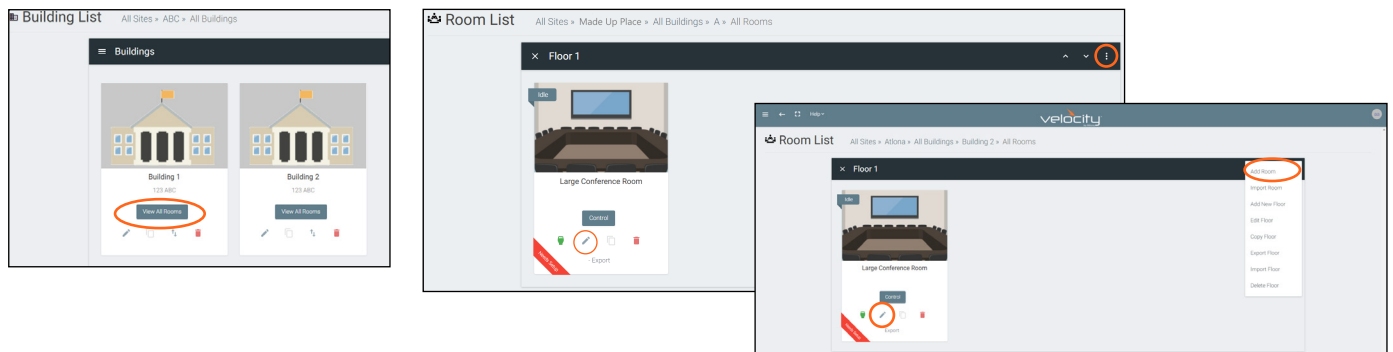 Building List All Sites » ABC » All Buildings
Buildings
Building 1
123 ABC
View All Rooms
Building 2
123 ABC
View All Rooms
Room List All Sites » Made Up Place » All Buildings » A » All Rooms
Floor 1
Idle
Large Conference Room
Control
Export
Needs Setup
Help
velocity
Room List All Sites » Atlona » All Buildings » Building 2 » All Rooms
Floor 1
Idle
Large Conference Room
Control
Export
Needs Setup
Add Room
Import Room
Add New Floor
Edit Floor
Copy Floor
Export Floor
Import Floor
Delete Floor